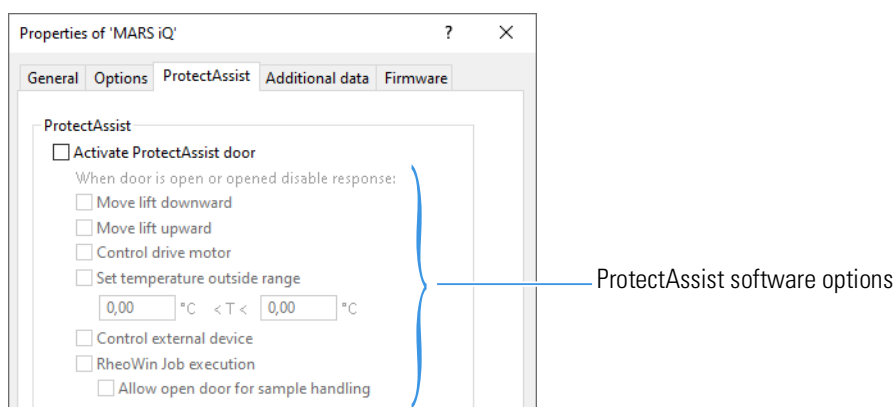 Properties of 'MARS iQ' ? ×
General Options ProtectAssist Additional data Firmware
ProtectAssist
Activate ProtectAssist door
When door is open or opened disable response:
Move lift downward
Move lift upward
Control drive motor
Set temperature outside range
0,00 °C < T < 0,00 °C
ProtectAssist software options
Control external device
RheoWin Job execution
Allow open door for sample handling